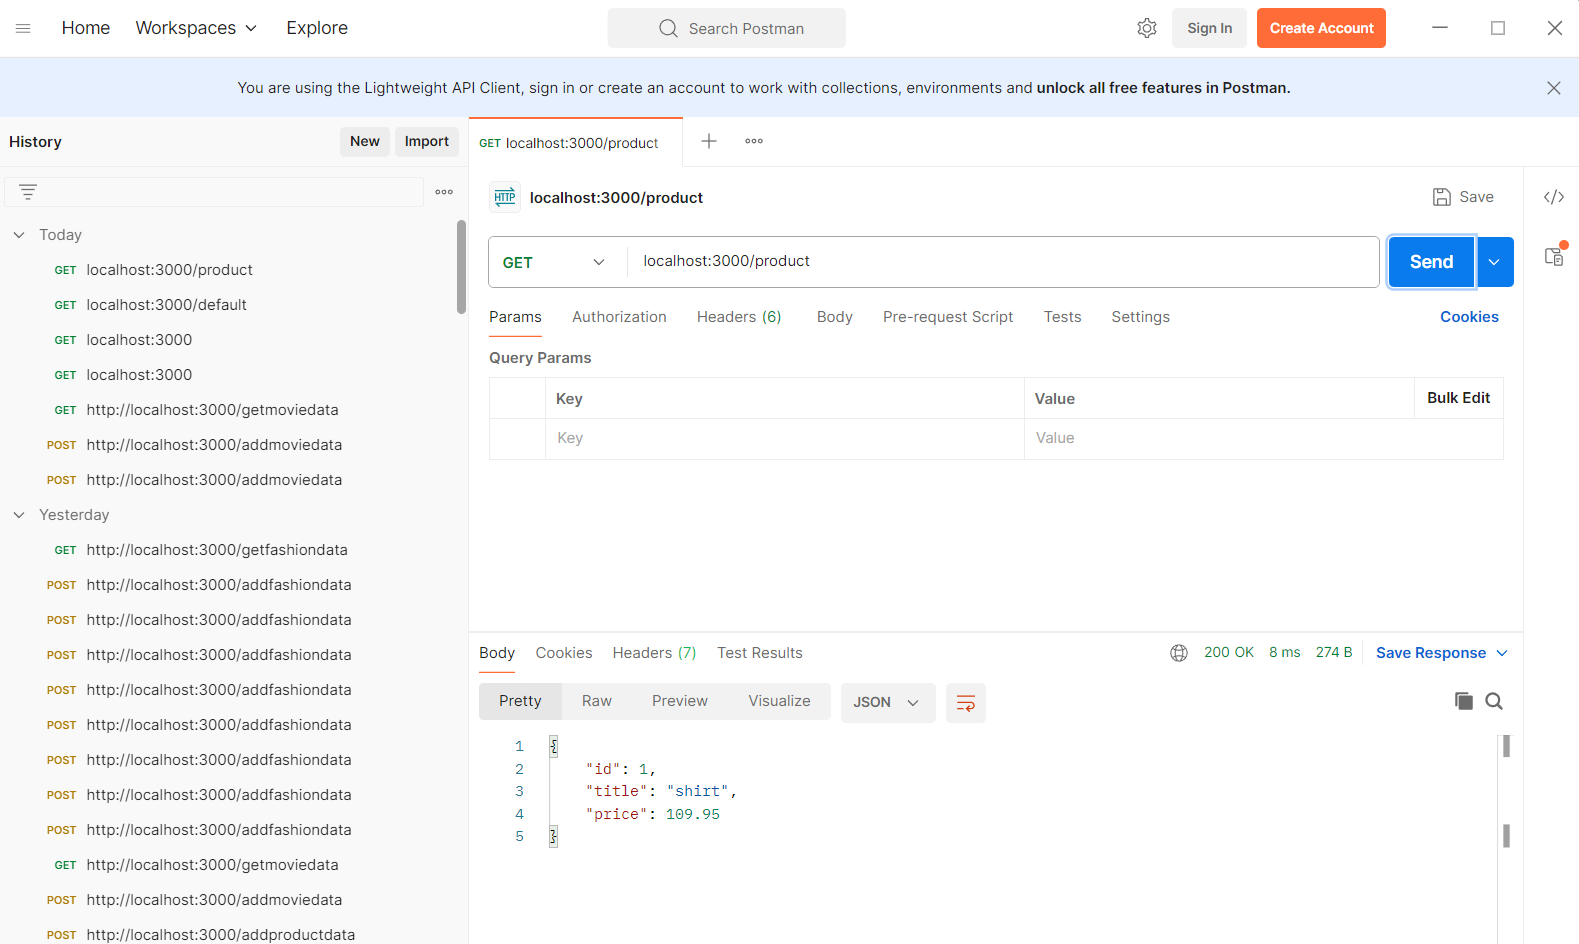 Home Workspaces Explore Search Postman Sign In Create Account
You are using the Lightweight API Client, sign in or create an account to work with collections, environments and unlock all free features in Postman.
History New Import
GET localhost:3000/product
HTTP localhost:3000/product Save
Today
GET localhost:3000/product
GET localhost:3000/default
GET localhost:3000
GET localhost:3000
GET http://localhost:3000/getmoviedata
POST http://localhost:3000/addmoviedata
POST http://localhost:3000/addmoviedata
Yesterday
GET http://localhost:3000/getfashiondata
POST http://localhost:3000/addfashiondata
POST http://localhost:3000/addfashiondata
POST http://localhost:3000/addfashiondata
POST http://localhost:3000/addfashiondata
POST http://localhost:3000/addfashiondata
POST http://localhost:3000/addfashiondata
POST http://localhost:3000/addfashiondata
POST http://localhost:3000/addfashiondata
GET http://localhost:3000/getmoviedata
POST http://localhost:3000/addmoviedata
POST http://localhost:3000/addproductdata
GET localhost:3000/product Send
Params Authorization Headers (6) Body Pre-request Script Tests Settings Cookies
Query Params
Key Value Bulk Edit
Key Value
Body Cookies Headers (7) Test Results 200 OK 8 ms 274 B Save Response
Pretty Raw Preview Visualize JSON
1 {
2 "id": 1,
3 "title": "shirt",
4 "price": 109.95
5 }